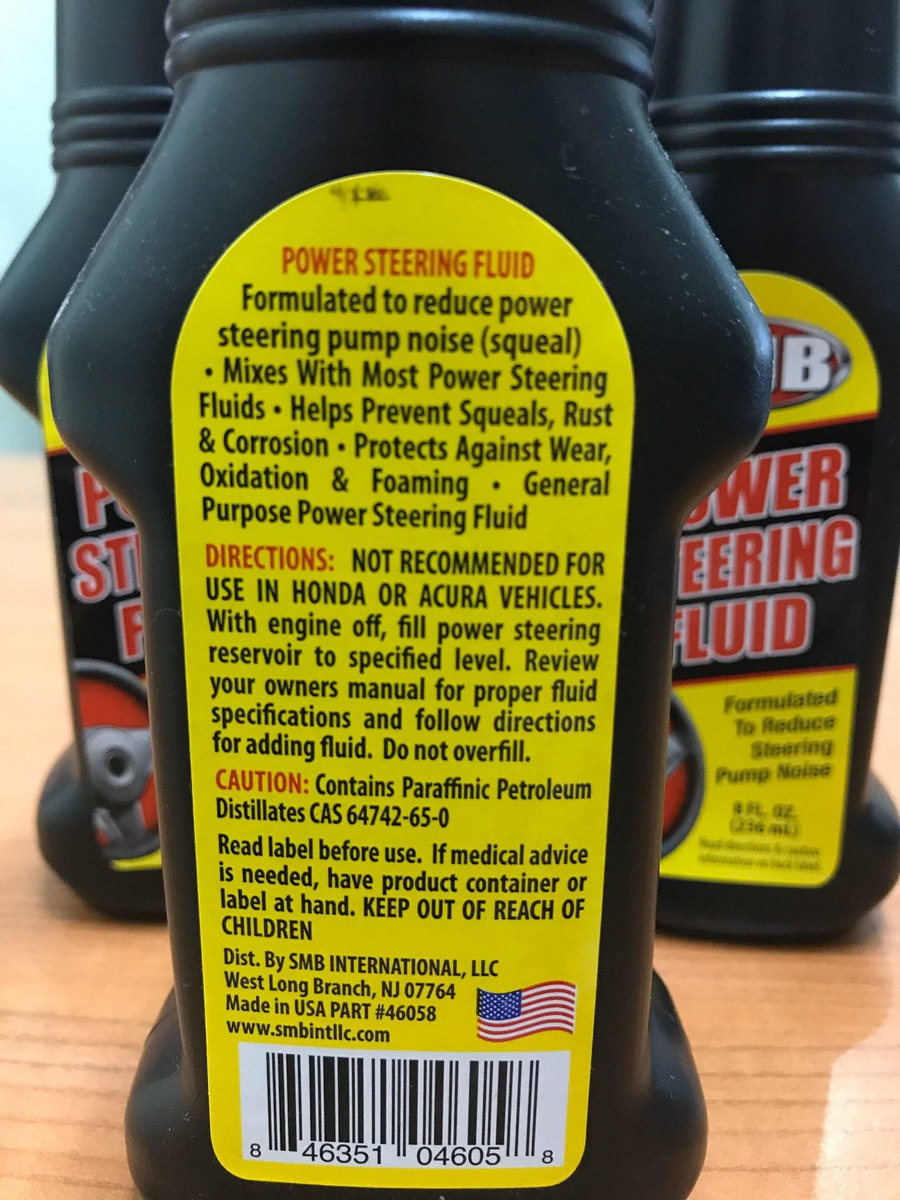 POWER STEERING FLUID
Formulated to reduce power
steering pump noise (squeal)
• Mixes With Most Power Steering
Fluids • Helps Prevent Squeals, Rust
& Corrosion • Protects Against Wear,
Oxidation & Foaming • General
Purpose Power Steering Fluid
DIRECTIONS: NOT RECOMMENDED FOR
USE IN HONDA OR ACURA VEHICLES.
With engine off, fill power steering
reservoir to specified level. Review
your owners manual for proper fluid
specifications and follow directions
for adding fluid. Do not overfill.
CAUTION: Contains Paraffinic Petroleum
Distillates CAS 64742-65-0
Read label before use. If medical advice
is needed, have product container or
label at hand. KEEP OUT OF REACH OF
CHILDREN
Dist. By SMB INTERNATIONAL, LLC
West Long Branch, NJ 07764
Made in USA PART #46058
www.smbintllc.com
8 46351 04605 8
P
ST
F
B
OWER
EERING
FLUID
Formulated
To Reduce
Steering
Pump Noise
8 FL. OZ.
(236 mL)